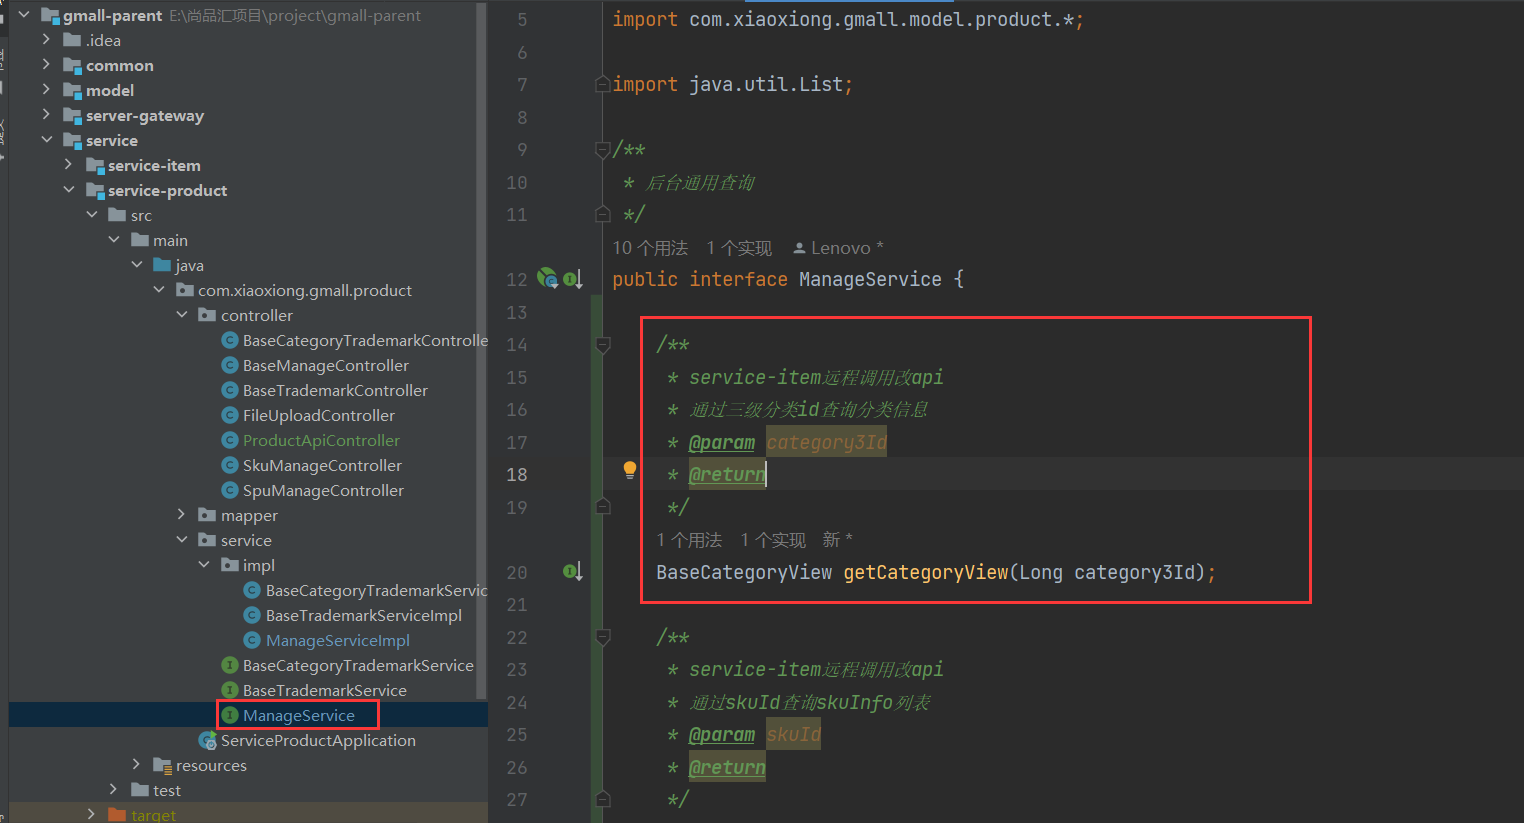 gmall-parent E:\尚品汇项目\project\gmall-parent
.idea
common
model
server-gateway
service
service-item
service-product
src
main
java
com.xiaoxiong.gmall.product
controller
BaseCategoryTrademarkControlle
BaseManageController
BaseTrademarkController
FileUploadController
ProductApiController
SkuManageController
SpuManageController
mapper
service
impl
BaseCategoryTrademarkServic
BaseTrademarkServiceImpl
ManageServiceImpl
BaseCategoryTrademarkService
BaseTrademarkService
ManageService
ServiceProductApplication
resources
test
target
5 import com.xiaoxiong.gmall.model.product.*;
6
7 import java.util.List;
8
9 /**
10 * 后台通用查询
11 */
10 个用法 1 个实现 Lenovo *
12 public interface ManageService {
13
14 /**
15 * service-item远程调用改api
16 * 通过三级分类id查询分类信息
17 * @param category3Id
18 * @return
19 */
1 个用法 1 个实现 新 *
20 BaseCategoryView getCategoryView(Long category3Id);
21
22 /**
23 * service-item远程调用改api
24 * 通过skuId查询skuInfo列表
25 * @param skuId
26 * @return
27 */